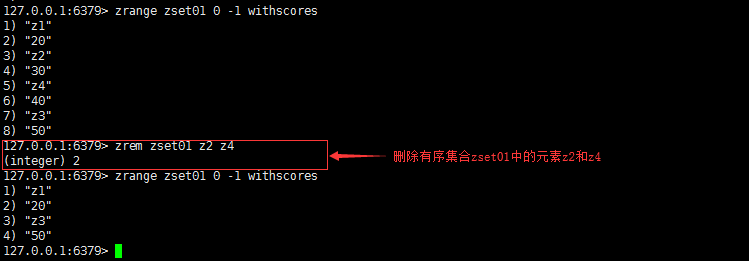 127.0.0.1:6379> zrange zset01 0 -1 withscores
1) "z1"
2) "20"
3) "z2"
4) "30"
5) "z4"
6) "40"
7) "z3"
8) "50"
127.0.0.1:6379> zrem zset01 z2 z4
(integer) 2
删除有序集合zset01中的元素z2和z4
127.0.0.1:6379> zrange zset01 0 -1 withscores
1) "z1"
2) "20"
3) "z3"
4) "50"
127.0.0.1:6379>